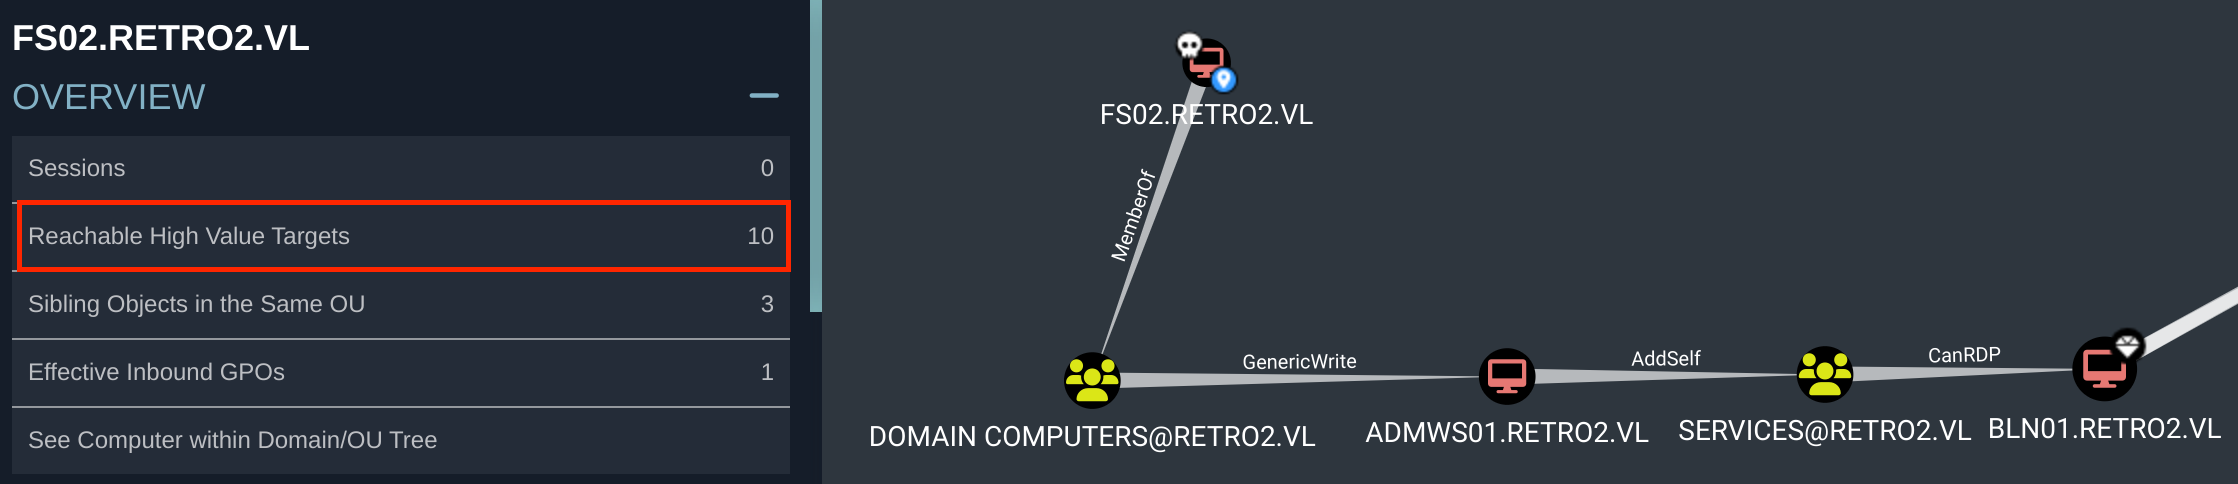 FS02.RETRO2.VL
OVERVIEW
Sessions 0
Reachable High Value Targets 10
Sibling Objects in the Same OU 3
Effective Inbound GPOs 1
See Computer within Domain/OU Tree
FS02.RETRO2.VL
MemberOf
GenericWrite
AddSelf
CanRDP
DOMAIN COMPUTERS@RETRO2.VL
ADMWS01.RETRO2.VL
SERVICES@RETRO2.VL
BLN01.RETRO2.VL